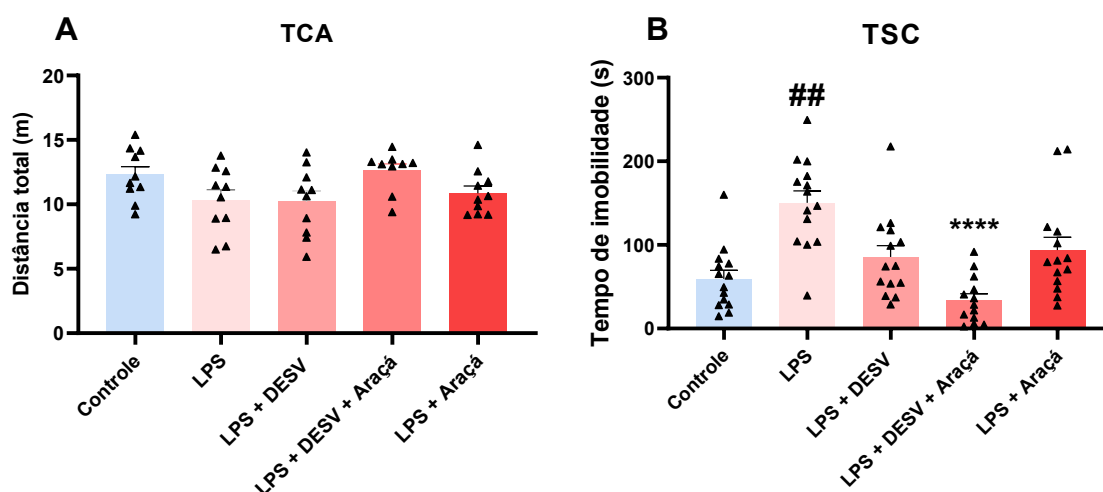 A
TCA
Distância total (m)
20
15
10
5
0
Controle
LPS
LPS + DESV
LPS + DESV + Araçá
LPS + Araçá
B
TSC
Tempo de imobilidade (s)
300
200
100
0
##
****
Controle
LPS
LPS + DESV
LPS + DESV + Araçá
LPS + Araçá